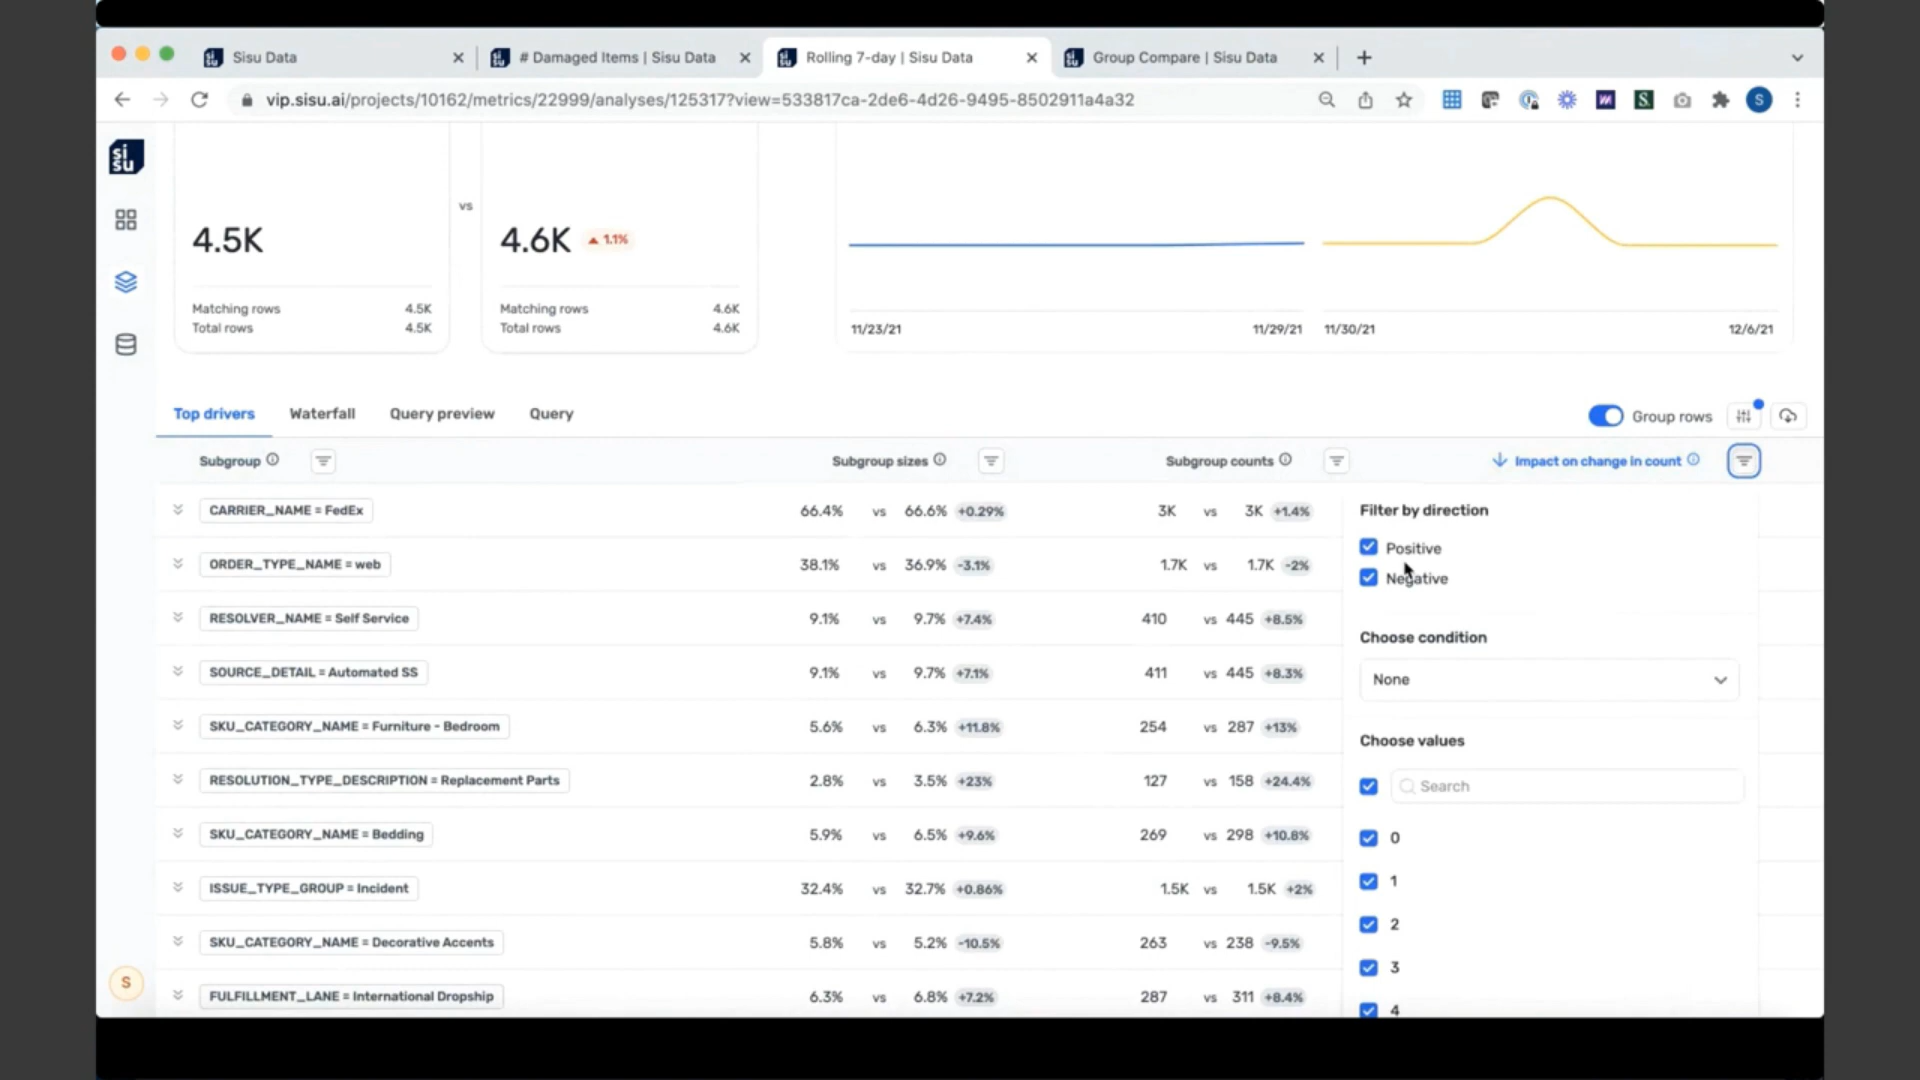 Sisu Data
# Damaged Items | Sisu Data
Rolling 7-day | Sisu Data
Group Compare | Sisu Data
vip.sisu.ai/projects/10162/metrics/22999/analyses/125317?view=533817ca-2de6-4d26-9495-8502911a4a32
S.
S
si
su
4.5K
vs
4.6K 1.1%
Matching rows 4.5K
Total rows 4.5K
Matching rows 4.6K
Total rows 4.6K
11/23/21 11/29/21 11/30/21 12/6/21
Top drivers Waterfall Query preview Query
Group rows
Subgroup Subgroup sizes Subgroup counts Impact on change in count
CARRIER_NAME = FedEx 66.4% vs 66.6% +0.29% 3K vs 3K +1.4%
ORDER_TYPE_NAME = web 38.1% vs 36.9% -3.1% 1.7K vs 1.7K -2%
RESOLVER_NAME = Self Service 9.1% vs 9.7% +7.4% 410 vs 445 +8.5%
SOURCE_DETAIL = Automated SS 9.1% vs 9.7% +7.1% 411 vs 445 +8.3%
SKU_CATEGORY_NAME = Furniture - Bedroom 5.6% vs 6.3% +11.8% 254 vs 287 +13%
RESOLUTION_TYPE_DESCRIPTION = Replacement Parts 2.8% vs 3.5% +23% 127 vs 158 +24.4%
SKU_CATEGORY_NAME = Bedding 5.9% vs 6.5% +9.6% 269 vs 298 +10.8%
ISSUE_TYPE_GROUP = Incident 32.4% vs 32.7% +0.86% 1.5K vs 1.5K +2%
SKU_CATEGORY_NAME = Decorative Accents 5.8% vs 5.2% -10.5% 263 vs 238 -9.5%
FULFILLMENT_LANE = International Dropship 6.3% vs 6.8% +7.2% 287 vs 311 +8.4%
Filter by direction
Positive
Negative
Choose condition
None
Choose values
Search
0
1
2
3
4
S